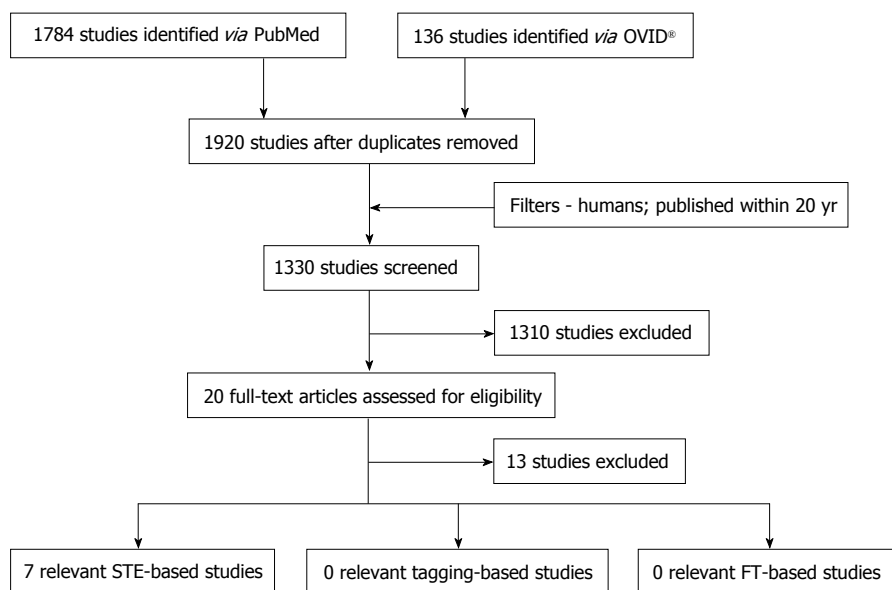 1784 studies identified via PubMed
136 studies identified via OVID®
1920 studies after duplicates removed
Filters - humans; published within 20 yr
1330 studies screened
1310 studies excluded
20 full-text articles assessed for eligibility
13 studies excluded
7 relevant STE-based studies
0 relevant tagging-based studies
0 relevant FT-based studies